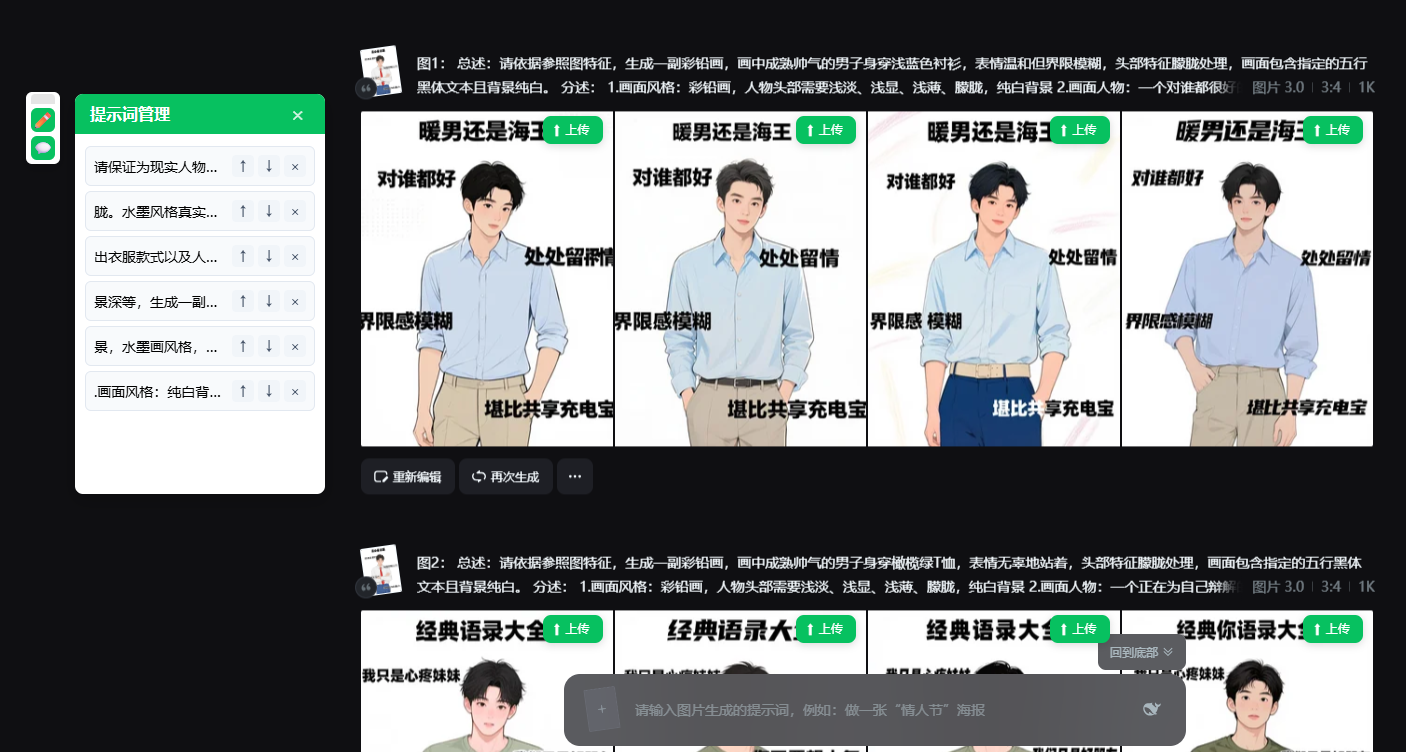 提示词管理
×
请保证为现实人物... ↑ ↓ ×
胧。水墨风格真实... ↑ ↓ ×
出衣服款式以及人... ↑ ↓ ×
景深等，生成一副... ↑ ↓ ×
景，水墨画风格，... ↑ ↓ ×
.画面风格：纯白背... ↑ ↓ ×
图1： 总述：请依据参照图特征，生成一副彩铅画，画中成熟帅气的男子身穿浅蓝色衬衫，表情温和但界限模糊，头部特征朦胧处理，画面包含指定的五行
黑体文本且背景纯白。 分述： 1.画面风格：彩铅画，人物头部需要浅淡、浅显、浅薄、朦胧，纯白背景 2.画面人物：一个对谁都很好 图片 3.0 | 3:4 | 1K
暖男还是海王
上传
对谁都好
处处留情
界限感模糊
堪比共享充电宝
暖男还是海王
上传
对谁都好
处处留情
界限感模糊
堪比共享充电宝
暖男还是海王
上传
对谁都好
处处留情
界限感 模糊
堪比共享充电宝
暖男还是海王
上传
对谁都好
处处留情
界限感模糊
堪比共享充电宝
重新编辑
再次生成
...
图2： 总述：请依据参照图特征，生成一副彩铅画，画中成熟帅气的男子身穿橄榄绿T恤，表情无辜地站着，头部特征朦胧处理，画面包含指定的五行黑体
文本且背景纯白。 分述： 1.画面风格：彩铅画，人物头部需要浅淡、浅显、浅薄、朦胧，纯白背景 2.画面人物：一个正在为自己辩解 图片 3.0 | 3:4 | 1K
经典语录大全
上传
我只是心疼妹妹
经典语录大
上传
我只是心疼妹妹
经典语录大全
上传
我只是心疼妹妹
经典你语录大全
上传
心疼妹妹
回到底部
请输入图片生成的提示词，例如：做一张“情人节”海报